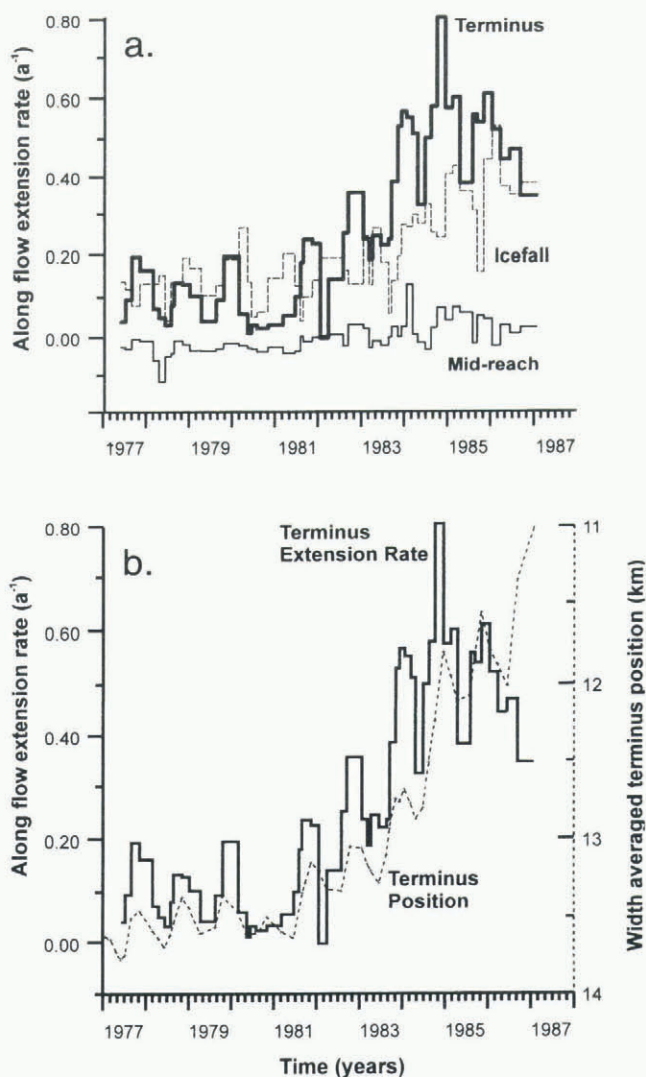 a.
Along flow extension rate (a⁻¹)
0.80
0.60
0.40
0.20
0.00
Terminus
Icefall
Mid-reach
1977 1979 1981 1983 1985 1987
b.
Along flow extension rate (a⁻¹)
0.80
0.60
0.40
0.20
0.00
Terminus
Extension Rate
Terminus
Position
11
12
13
14
Width averaged terminus position (km)
1977 1979 1981 1983 1985 1987
Time (years)